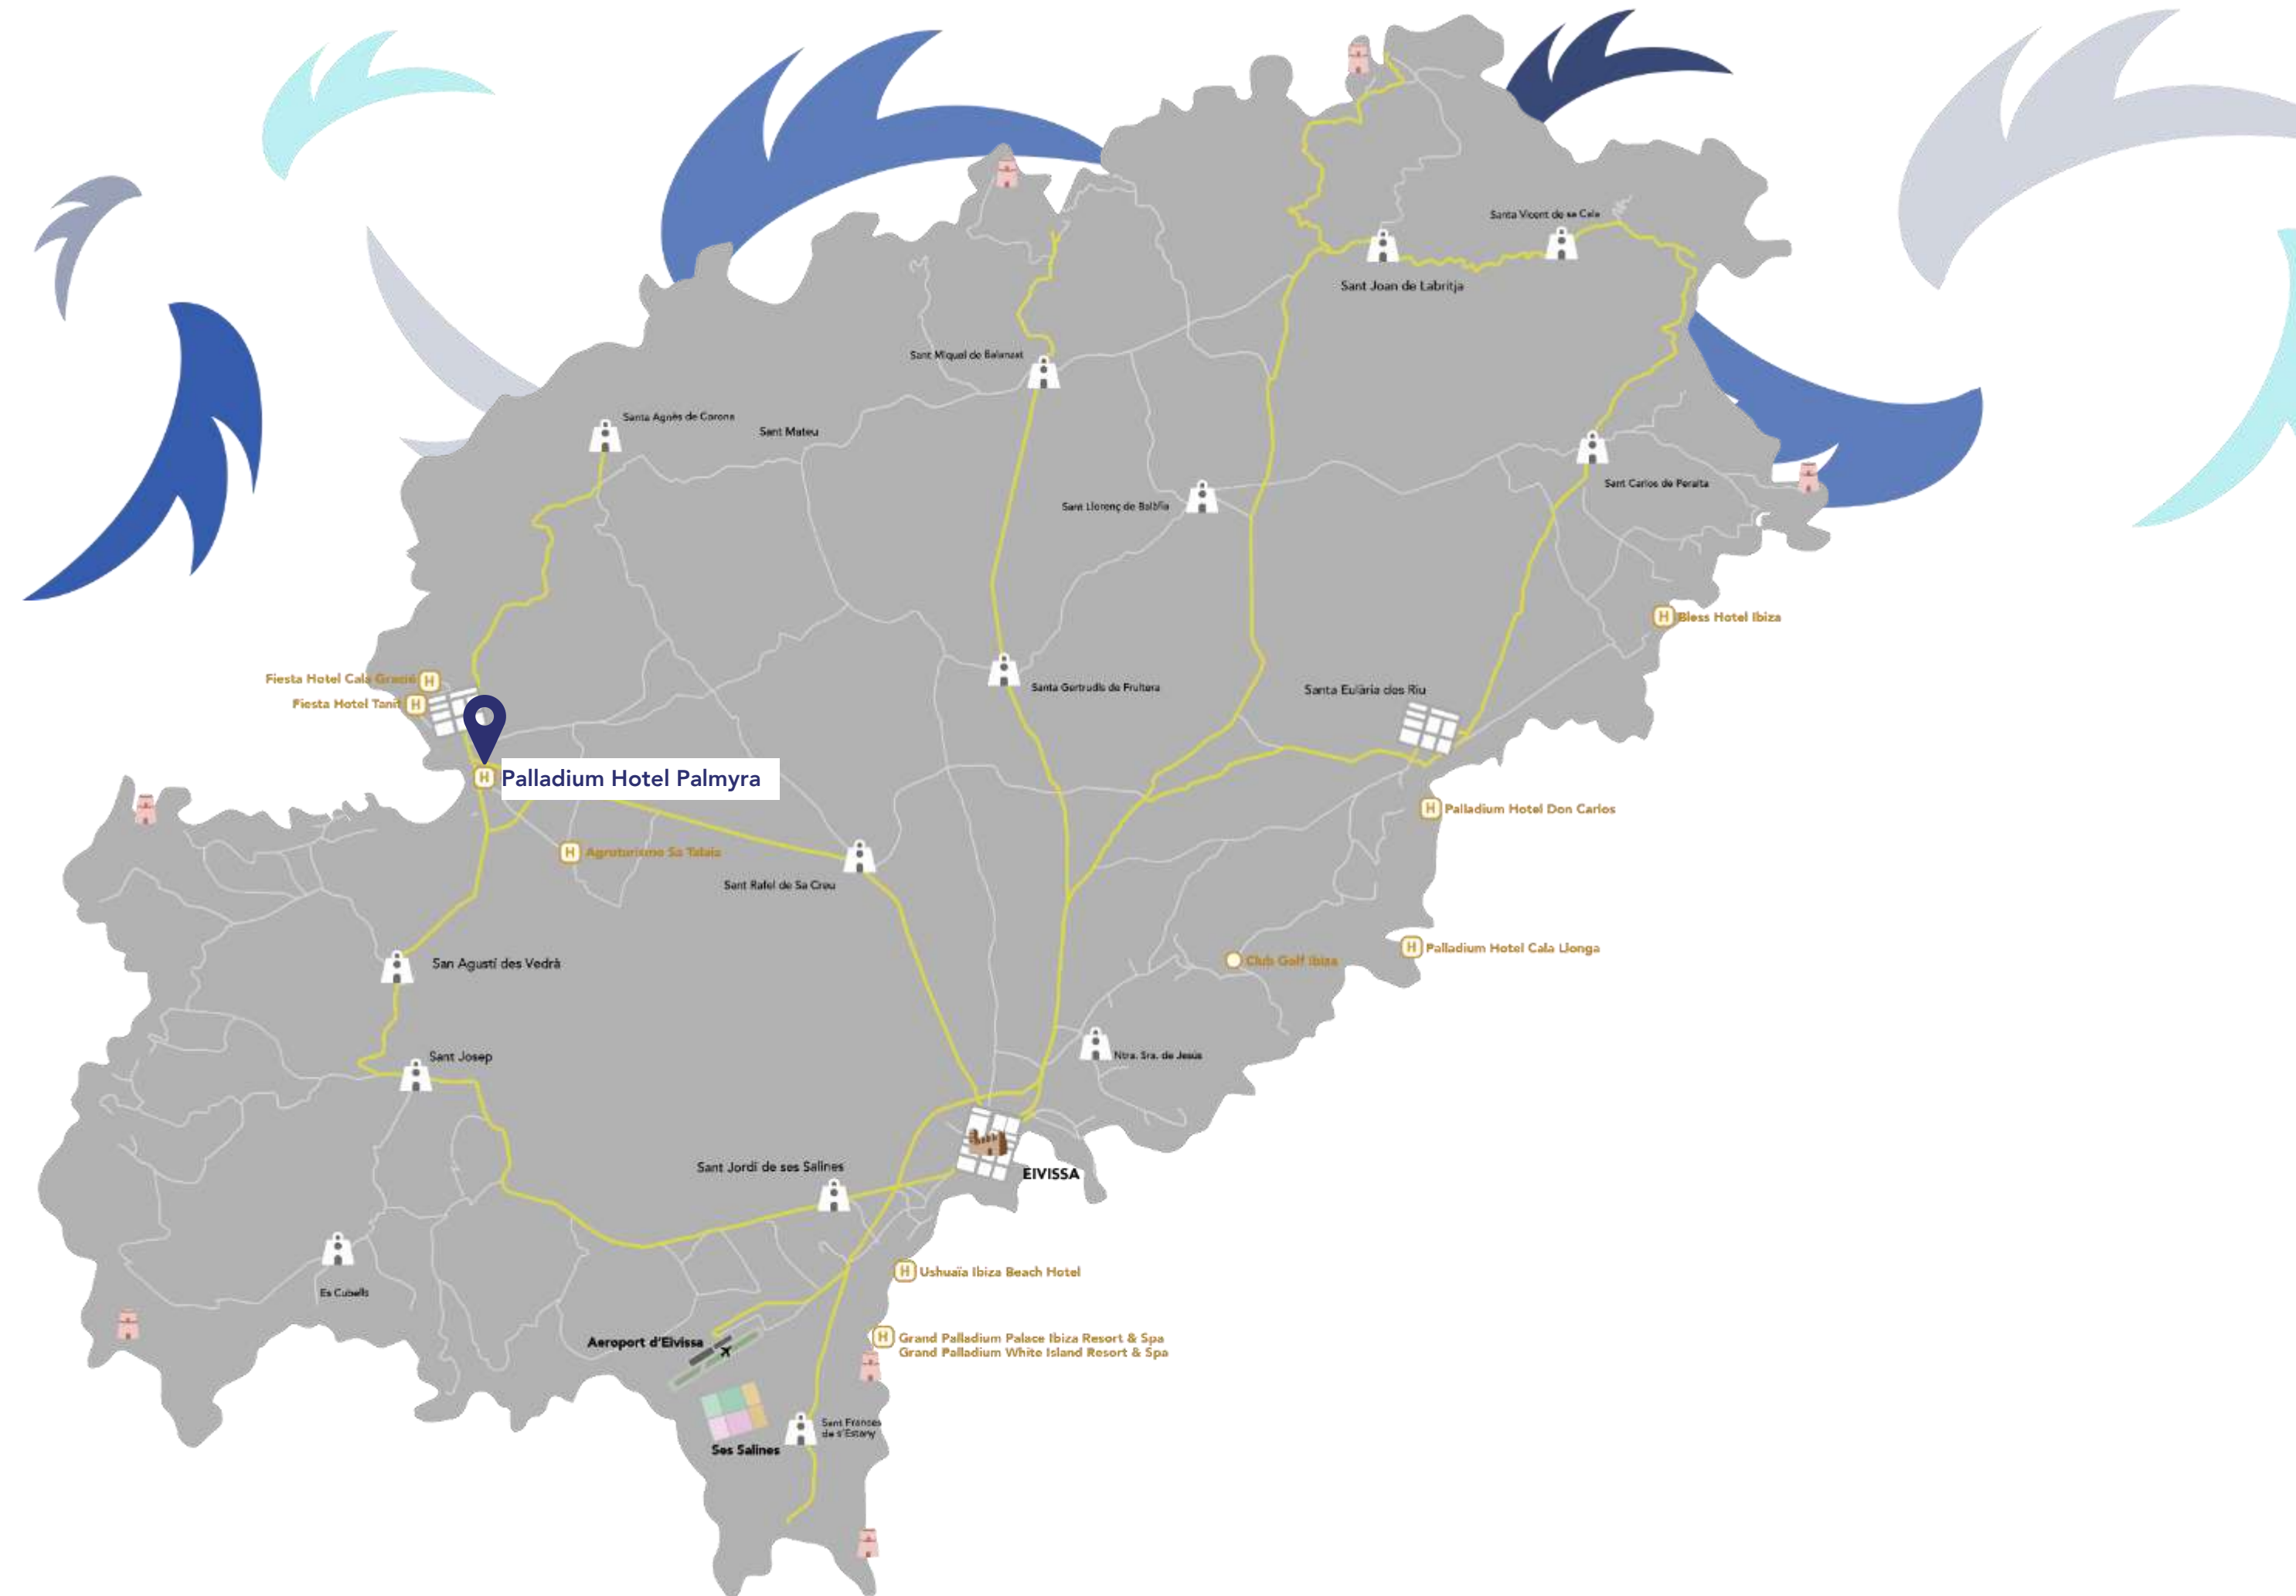 Santa Vicent de sa Cala
Sant Joan de Labritja
Sant Miquel de Balanzat
Santa Agnès de Corona
Sant Mateu
Sant Carlos de Peralta
Sant Llorenç de Balàfia
Bless Hotel Ibiza
Fiesta Hotel Cala Gració
Santa Gertrudis de Fruitera
Santa Eulària des Riu
Fiesta Hotel Tanit
Palladium Hotel Palmyra
Palladium Hotel Don Carlos
Agroturismo Sa Talaia
Sant Rafel de Sa Creu
Palladium Hotel Cala Llonga
San Agustí des Vedrà
Club Golf Ibiza
Sant Josep
Ntra. Sra. de Jesús
Sant Jordi de ses Salines
EIVISSA
Ushuaïa Ibiza Beach Hotel
Es Cubells
Grand Palladium Palace Ibiza Resort & Spa
Grand Palladium White Island Resort & Spa
Aeroport d'Eivissa
Sant Frances
de s'Estany
Ses Salines